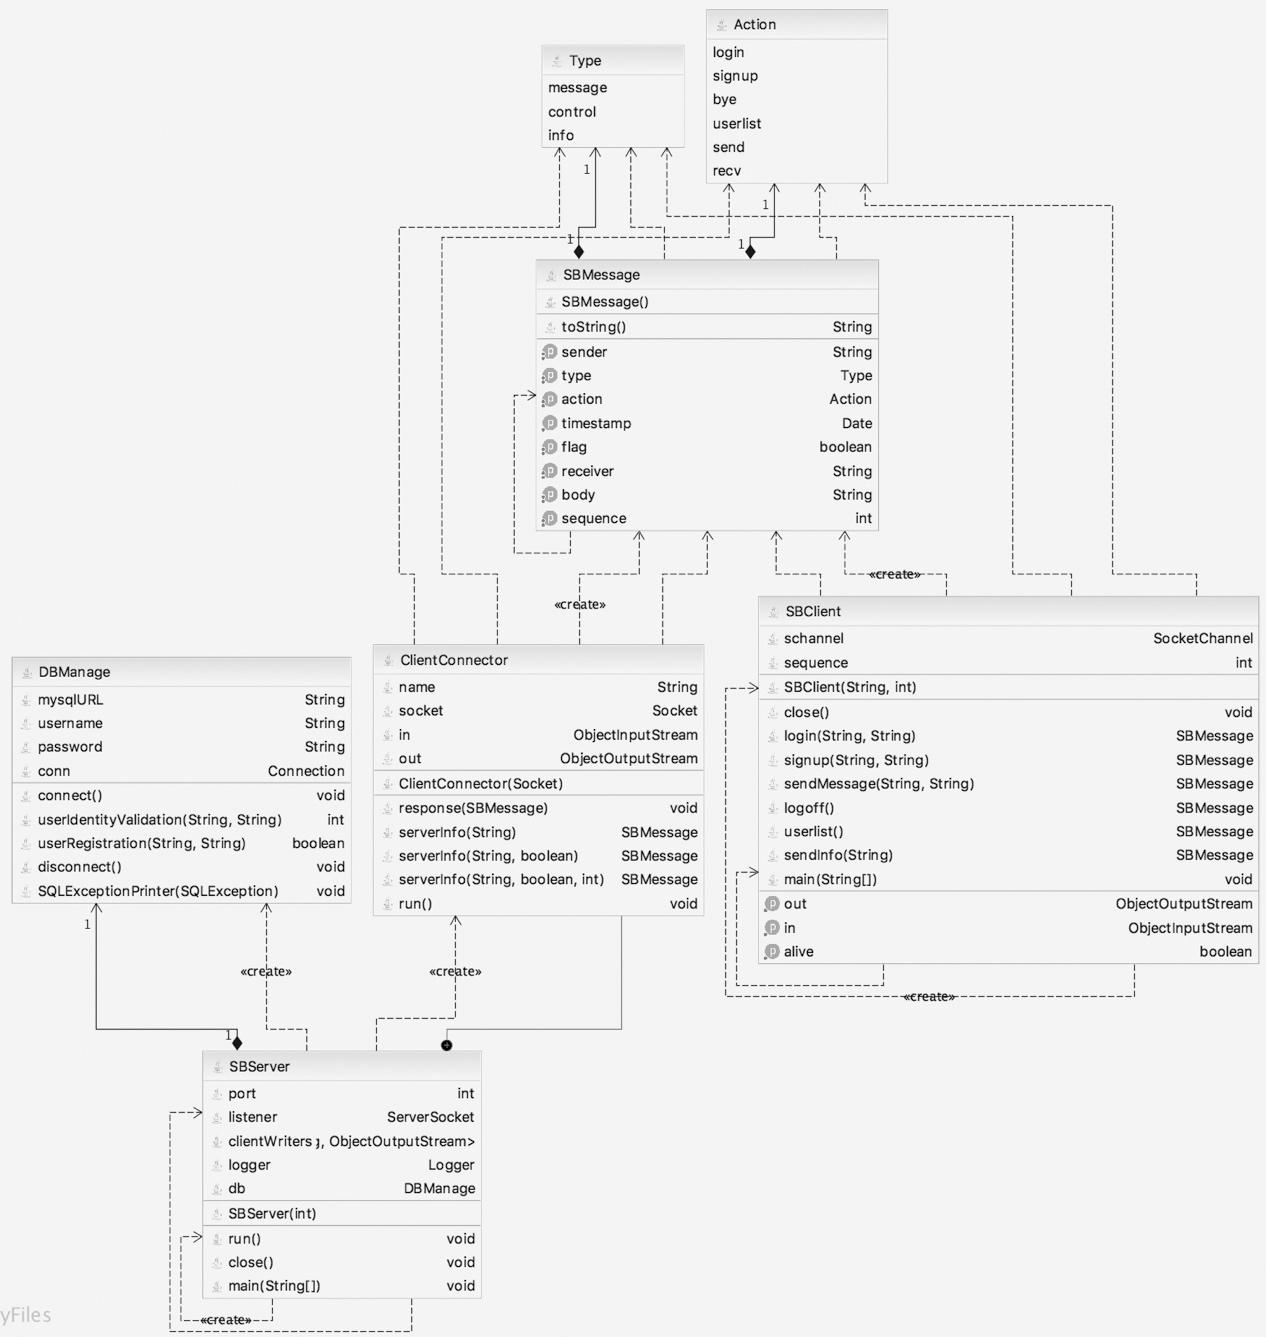 Action
login
signup
bye
userlist
send
recv
Type
message
control
info
1
1
1
1
SBMessage
SBMessage()
toString() String
sender String
type Type
action Action
timestamp Date
flag boolean
receiver String
body String
sequence int
«create»
«create»
SBClient
schannel SocketChannel
sequence int
SBClient(String, int)
close() void
login(String, String) SBMessage
signup(String, String) SBMessage
sendMessage(String, String) SBMessage
logoff() SBMessage
userlist() SBMessage
sendInfo(String) SBMessage
main(String[]) void
out ObjectOutputStream
in ObjectInputStream
alive boolean
«create»
ClientConnector
name String
socket Socket
in ObjectInputStream
out ObjectOutputStream
ClientConnector(Socket)
response(SBMessage) void
serverInfo(String) SBMessage
serverInfo(String, boolean) SBMessage
serverInfo(String, boolean, int) SBMessage
run() void
DBManage
mysqlURL String
username String
password String
conn Connection
connect() void
userIdentityValidation(String, String) int
userRegistration(String, String) boolean
disconnect() void
SQLExceptionPrinter(SQLException) void
1
«create»
«create»
1
SBServer
port int
listener ServerSocket
clientWriters , ObjectOutputStream>
logger Logger
db DBManage
SBServer(int)
run() void
close() void
main(String[]) void
«create»
yFiles